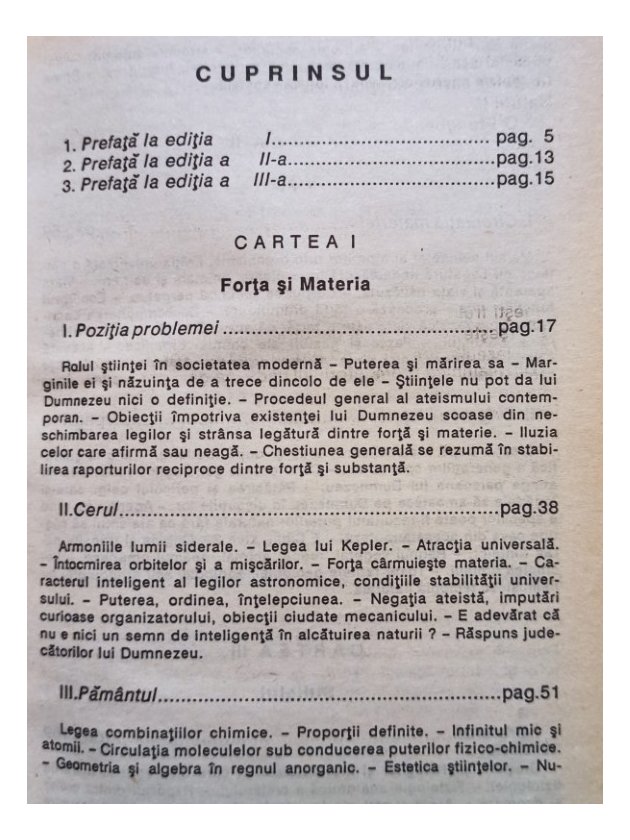 CUPRINSUL
1. Prefaţă la ediţia I....................................... pag. 5
2. Prefaţă la ediţia a II-a.....................................pag.13
3. Prefaţă la ediţia a III-a.....................................pag.15
CARTEA I
Forţa şi Materia
I. Poziţia problemei ................................................pag.17
Rolul ştiinţei în societatea modernă – Puterea şi mărirea sa – Mar-
ginile ei şi năzuinţa de a trece dincolo de ele – Ştiinţele nu pot da lui
Dumnezeu nici o definiţie. – Procedeul general al ateismului contem-
poran. – Obiecţii împotriva existenţei lui Dumnezeu scoase din ne-
schimbarea legilor şi strânsa legătură dintre forţă şi materie. – Iluzia
celor care afirmă sau neagă. – Chestiunea generală se rezumă în stabi-
lirea raporturilor reciproce dintre forţă şi substanţă.
II.Cerul...................................................................pag.38
Armoniile lumii siderale. – Legea lui Kepler. – Atracţia universală.
– Întocmirea orbitelor şi a mişcărilor. – Forţa cârmuieşte materia. – Ca-
racterul inteligent al legilor astronomice, condiţiile stabilităţii univer-
sului. – Puterea, ordinea, înţelepciunea. – Negaţia ateistă, imputări
curioase organizatorului, obiecţii ciudate mecanicului. – E adevărat că
nu e nici un semn de inteligenţă în alcătuirea naturii ? – Răspuns jude-
cătorilor lui Dumnezeu.
III.Pământul............................................................pag.51
Legea combinaţiilor chimice. – Proporţii definite. – Infinitul mic şi
atomii. – Circulaţia moleculelor sub conducerea puterilor fizico-chimice.
– Geometria şi algebra în regnul anorganic. – Estetica ştiinţelor. – Nu-